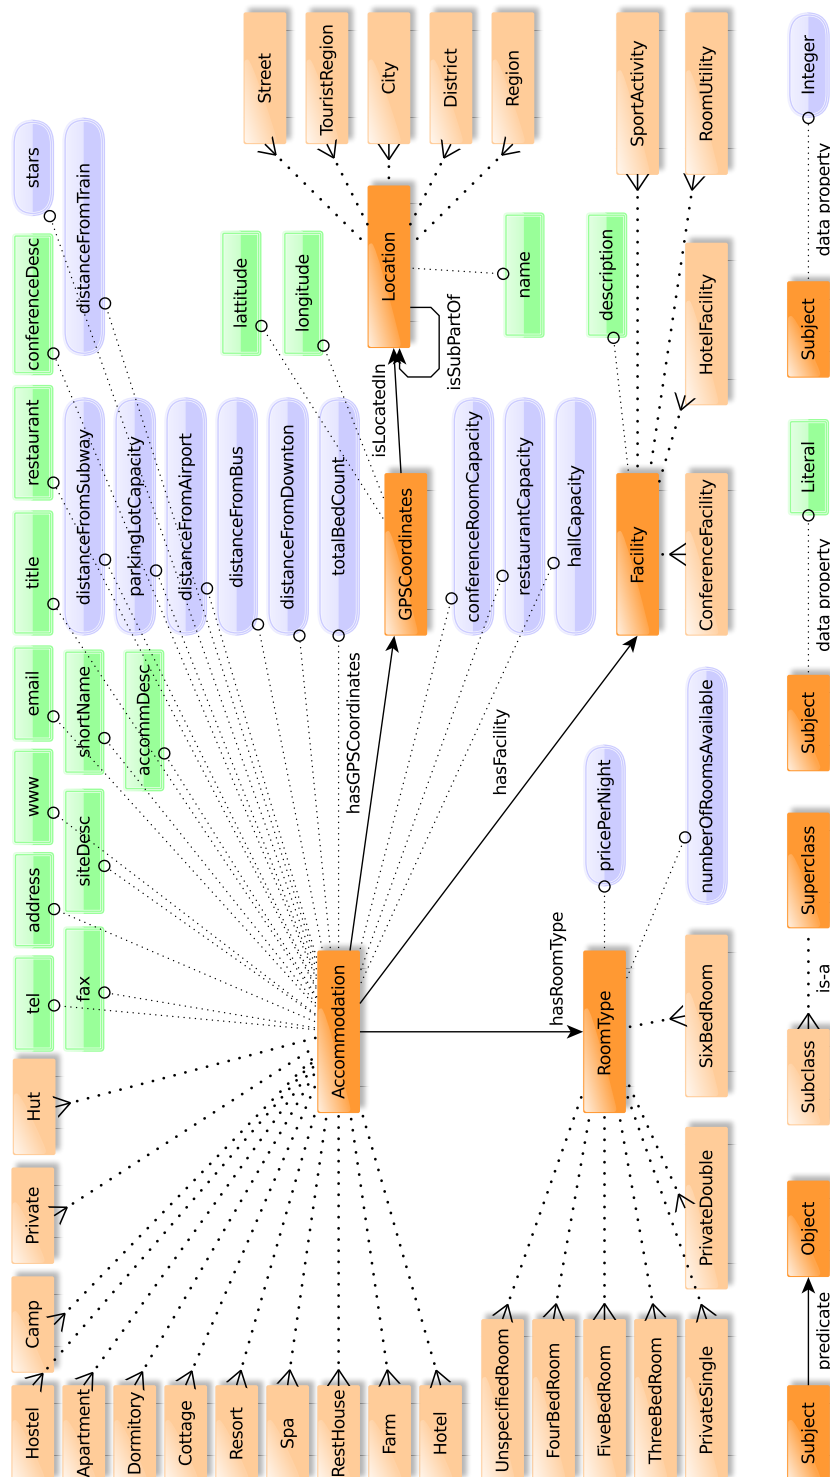 Hostel
Camp
Private
Hut
tel
address
www
email
title
restaurant
conferenceDesc
stars
Apartment
fax
siteDesc
shortName
distanceFromSubway
distanceFromTrain
Dormitory
accommDesc
parkingLotCapacity
Cottage
distanceFromAirport
Resort
distanceFromBus
lattitude
Street
Spa
distanceFromDownton
longitude
TouristRegion
RestHouse
Accommodation
hasGPSCoordinates
totalBedCount
isLocatedIn
Location
City
Farm
GPSCoordinates
isSubPartOf
District
Hotel
conferenceRoomCapacity
UnspecifiedRoom
hasFacility
restaurantCapacity
name
Region
FourBedRoom
hasRoomType
hallCapacity
FiveBedRoom
RoomType
pricePerNight
description
ThreeBedRoom
Facility
SportActivity
PrivateSingle
PrivateDouble
SixBedRoom
numberOfRoomsAvailable
ConferenceFacility
HotelFacility
RoomUtility
Subject
predicate
Object
Subclass
is-a
Superclass
Subject
data property
Literal
Subject
data property
Integer